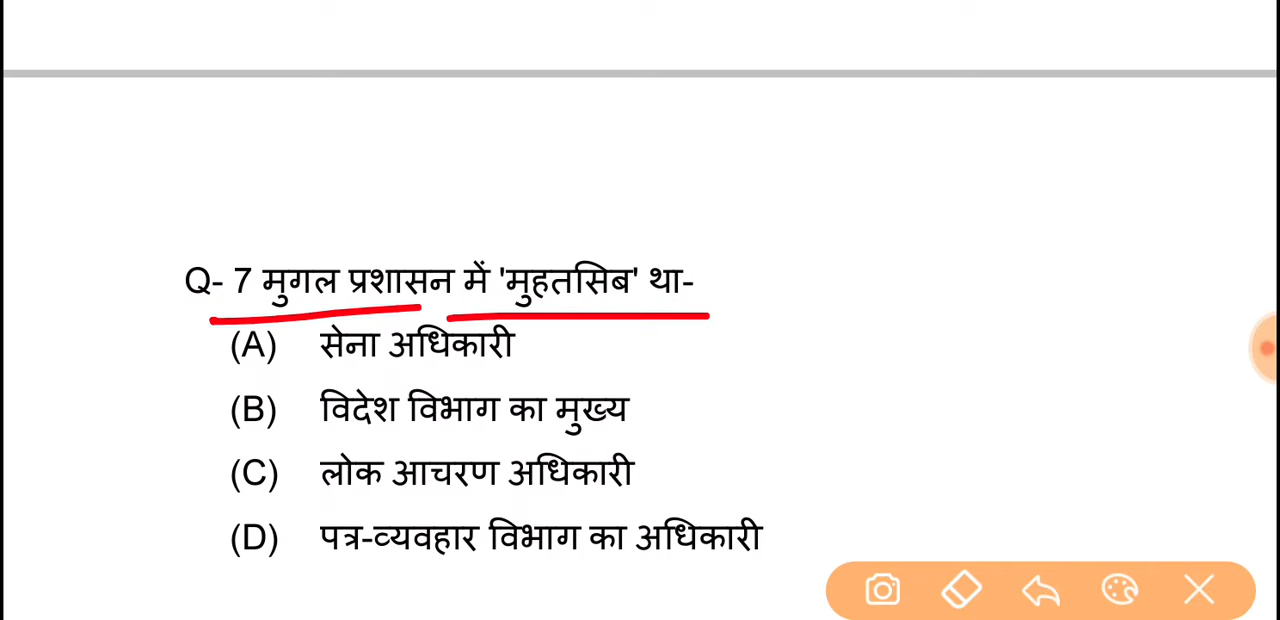 Q- 7 मुगल प्रशासन में 'मुहतसिब' था-
(A) सेना अधिकारी
(B) विदेश विभाग का मुख्य
(C) लोक आचरण अधिकारी
(D) पत्र-व्यवहार विभाग का अधिकारी